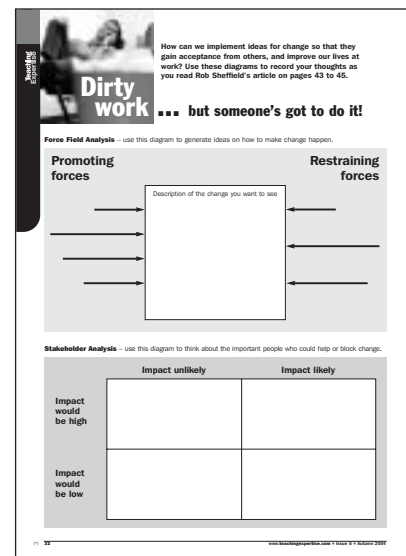 Teaching
Expertise
How can we implement ideas for change so that they
gain acceptance from others, and improve our lives at
work? Use these diagrams to record your thoughts as
you read Rob Sheffield's article on pages 43 to 45.
Dirty
work ... but someone's got to do it!
Force Field Analysis – use this diagram to generate ideas on how to make change happen.
Promoting
forces
Restraining
forces
Description of the change you want to see
Stakeholder Analysis – use this diagram to think about the important people who could help or block change.
Impact unlikely
Impact likely
Impact
would
be high
Impact
would
be low
32
www.teachingexpertise.com • Issue 5 • Autumn 2004